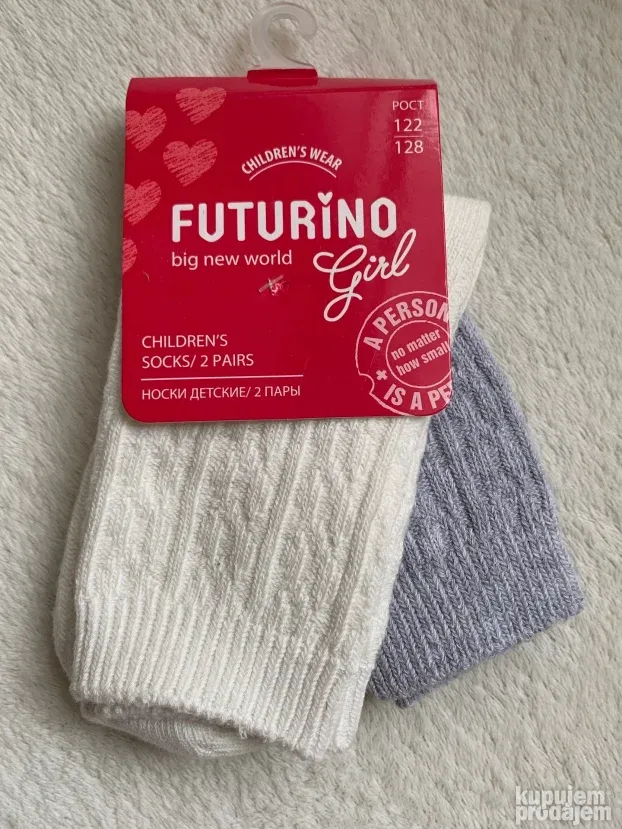 РОСТ
122
128
CHILDREN'S WEAR
FUTURINO
big new world
Girl
A PERSON
no matter
how small
IS A PE
CHILDREN'S
SOCKS/ 2 PAIRS
НОСКИ ДЕТСКИЕ/ 2 ПАРЫ
kupujem
prodajem